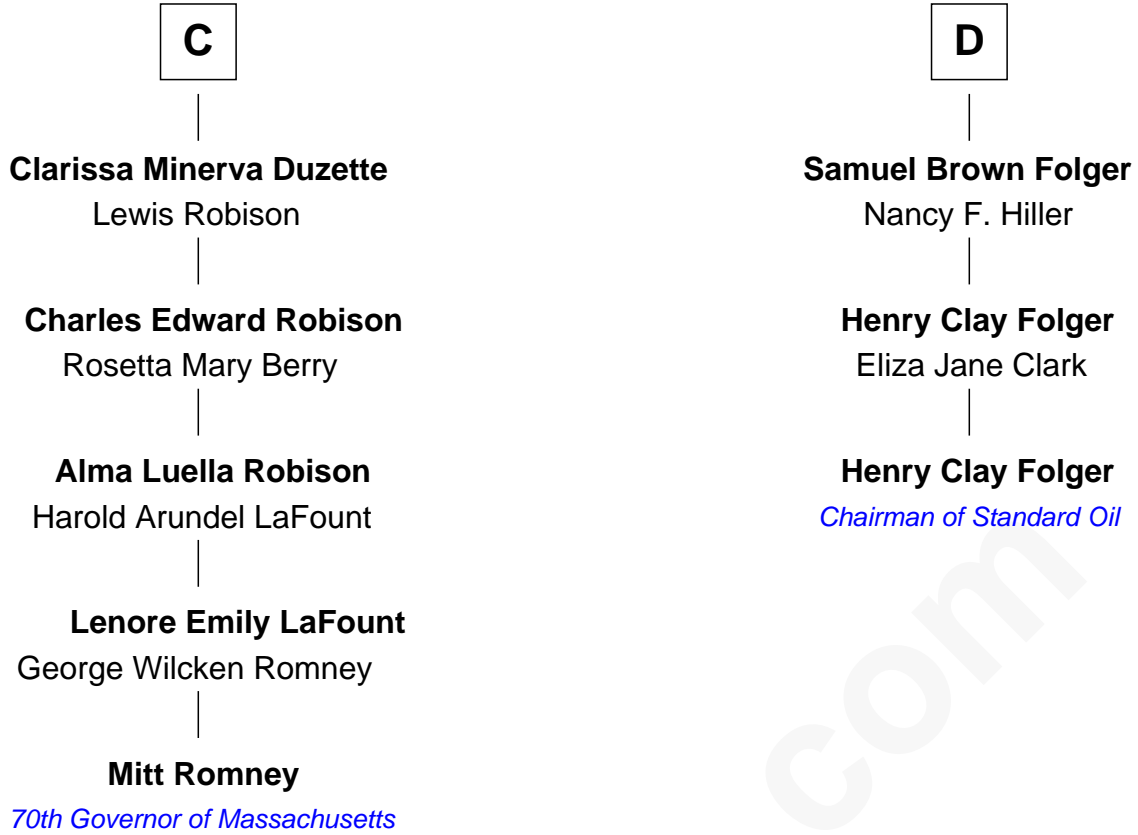 C
Clarissa Minerva Duzette
Lewis Robison
Charles Edward Robison
Rosetta Mary Berry
Alma Luella Robison
Harold Arundel LaFount
Lenore Emily LaFount
George Wilcken Romney
Mitt Romney
70th Governor of Massachusetts
D
Samuel Brown Folger
Nancy F. Hiller
Henry Clay Folger
Eliza Jane Clark
Henry Clay Folger
Chairman of Standard Oil
com